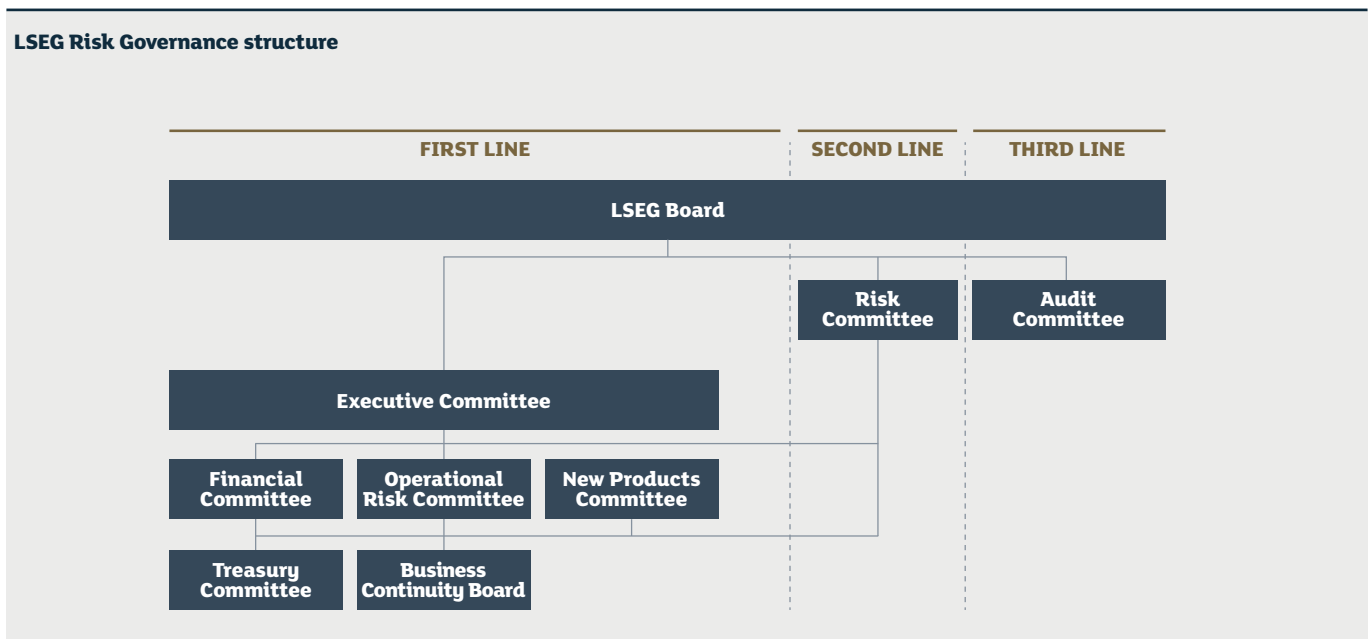 LSEG Risk Governance structure
FIRST LINE
SECOND LINE
THIRD LINE
LSEG Board
Risk
Committee
Audit
Committee
Executive Committee
Financial
Committee
Operational
Risk Committee
New Products
Committee
Treasury
Committee
Business
Continuity Board